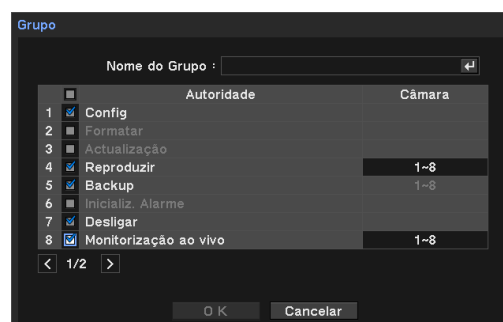 Grupo
Nome do Grupo :
Autoridade Câmara
1 Config
2 Formatar
3 Actualização
4 Reproduzir 1~8
5 Backup 1~8
6 Inicializ. Alarme
7 Desligar
8 Monitorização ao vivo 1~8
< 1/2 >
OK Cancelar